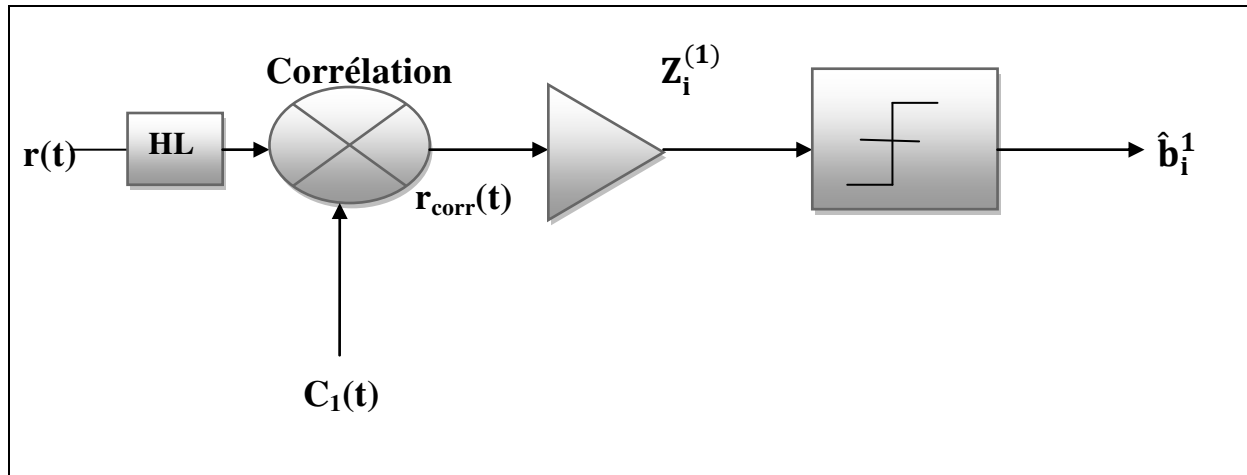 Corrélation
Z_i^(1)
r(t)
HL
r_corr(t)
b̂_i^1
C_1(t)